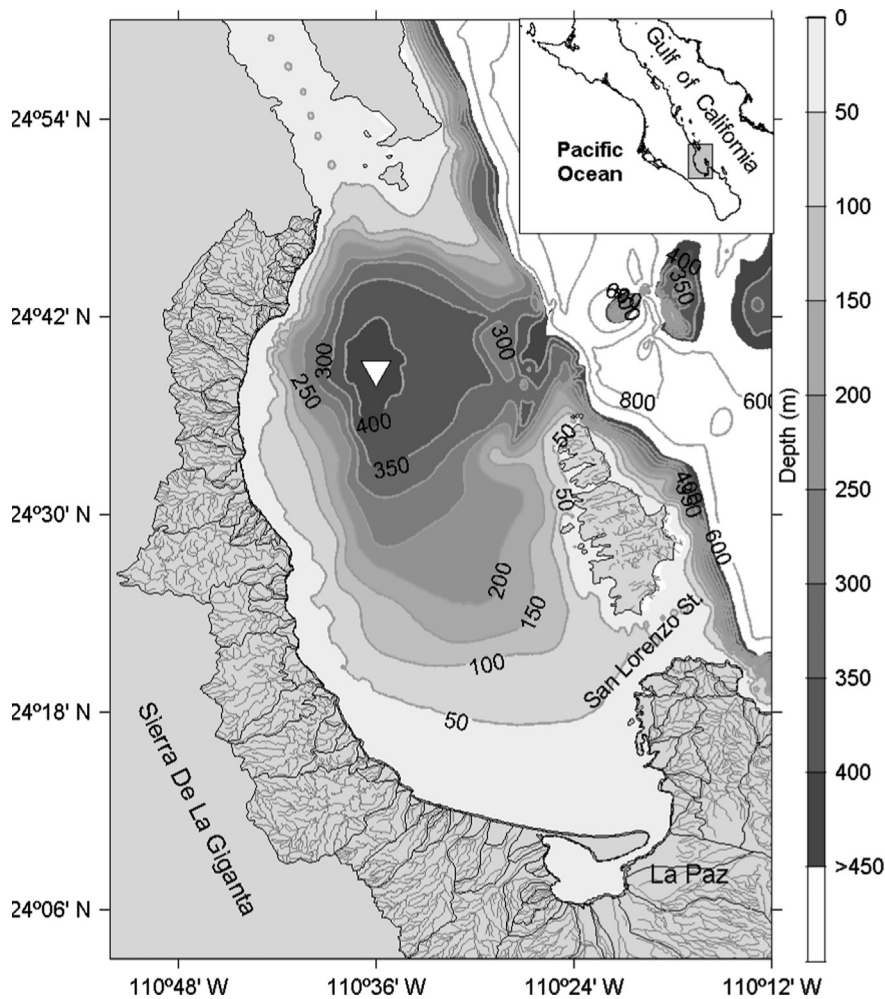 24º54' N
24º42' N
24º30' N
24º18' N
24º06' N
110º48' W
110º36' W
110º24' W
110º12' W
Gulf of California
Pacific
Ocean
400
350
800
600
300
300
250
400
350
50
50
200
150
100
50
600
San Lorenzo St.
Sierra De La Giganta
La Paz
Depth (m)
0
50
100
150
200
250
300
350
400
>450